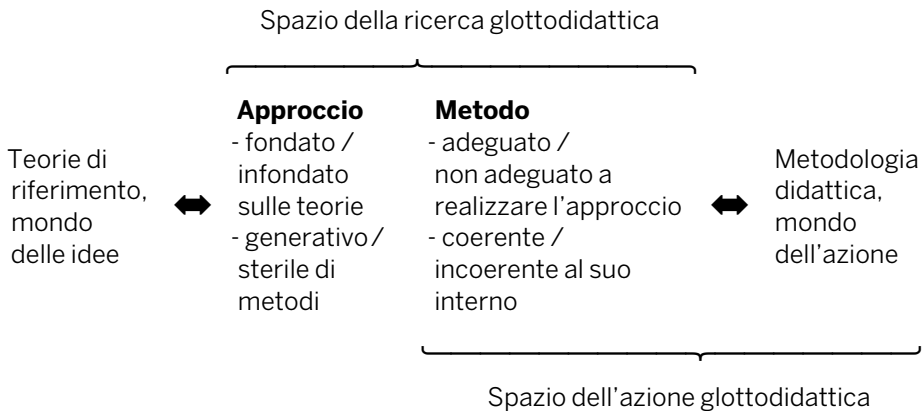 Spazio della ricerca glottodidattica
Teorie di
riferimento,
mondo
delle idee
Approccio
- fondato /
infondato
sulle teorie
- generativo /
sterile di
metodi
Metodo
- adeguato /
non adeguato a
realizzare l'approccio
- coerente /
incoerente al suo
interno
Metodologia
didattica,
mondo
dell'azione
Spazio dell'azione glottodidattica